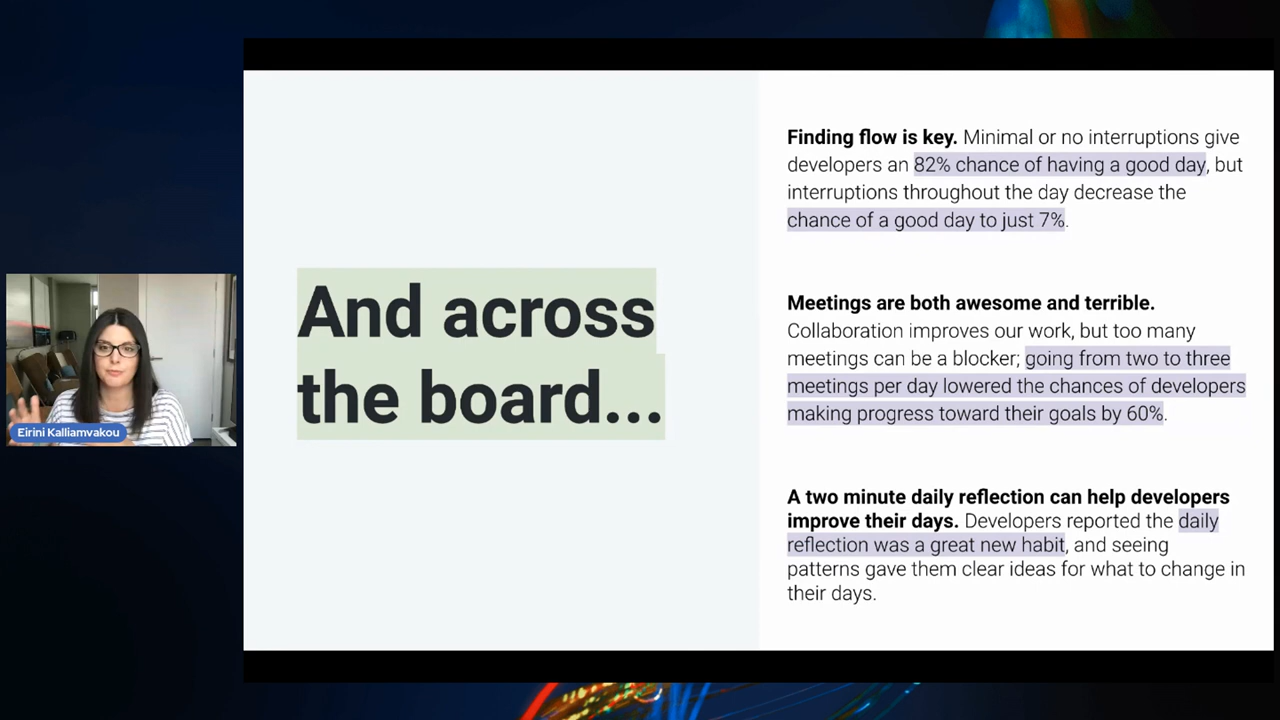 And across
the board...
Finding flow is key. Minimal or no interruptions give
developers an 82% chance of having a good day, but
interruptions throughout the day decrease the
chance of a good day to just 7%.
Meetings are both awesome and terrible.
Collaboration improves our work, but too many
meetings can be a blocker; going from two to three
meetings per day lowered the chances of developers
making progress toward their goals by 60%.
A two minute daily reflection can help developers
improve their days. Developers reported the daily
reflection was a great new habit, and seeing
patterns gave them clear ideas for what to change in
their days.
Eirini Kalliamvakou